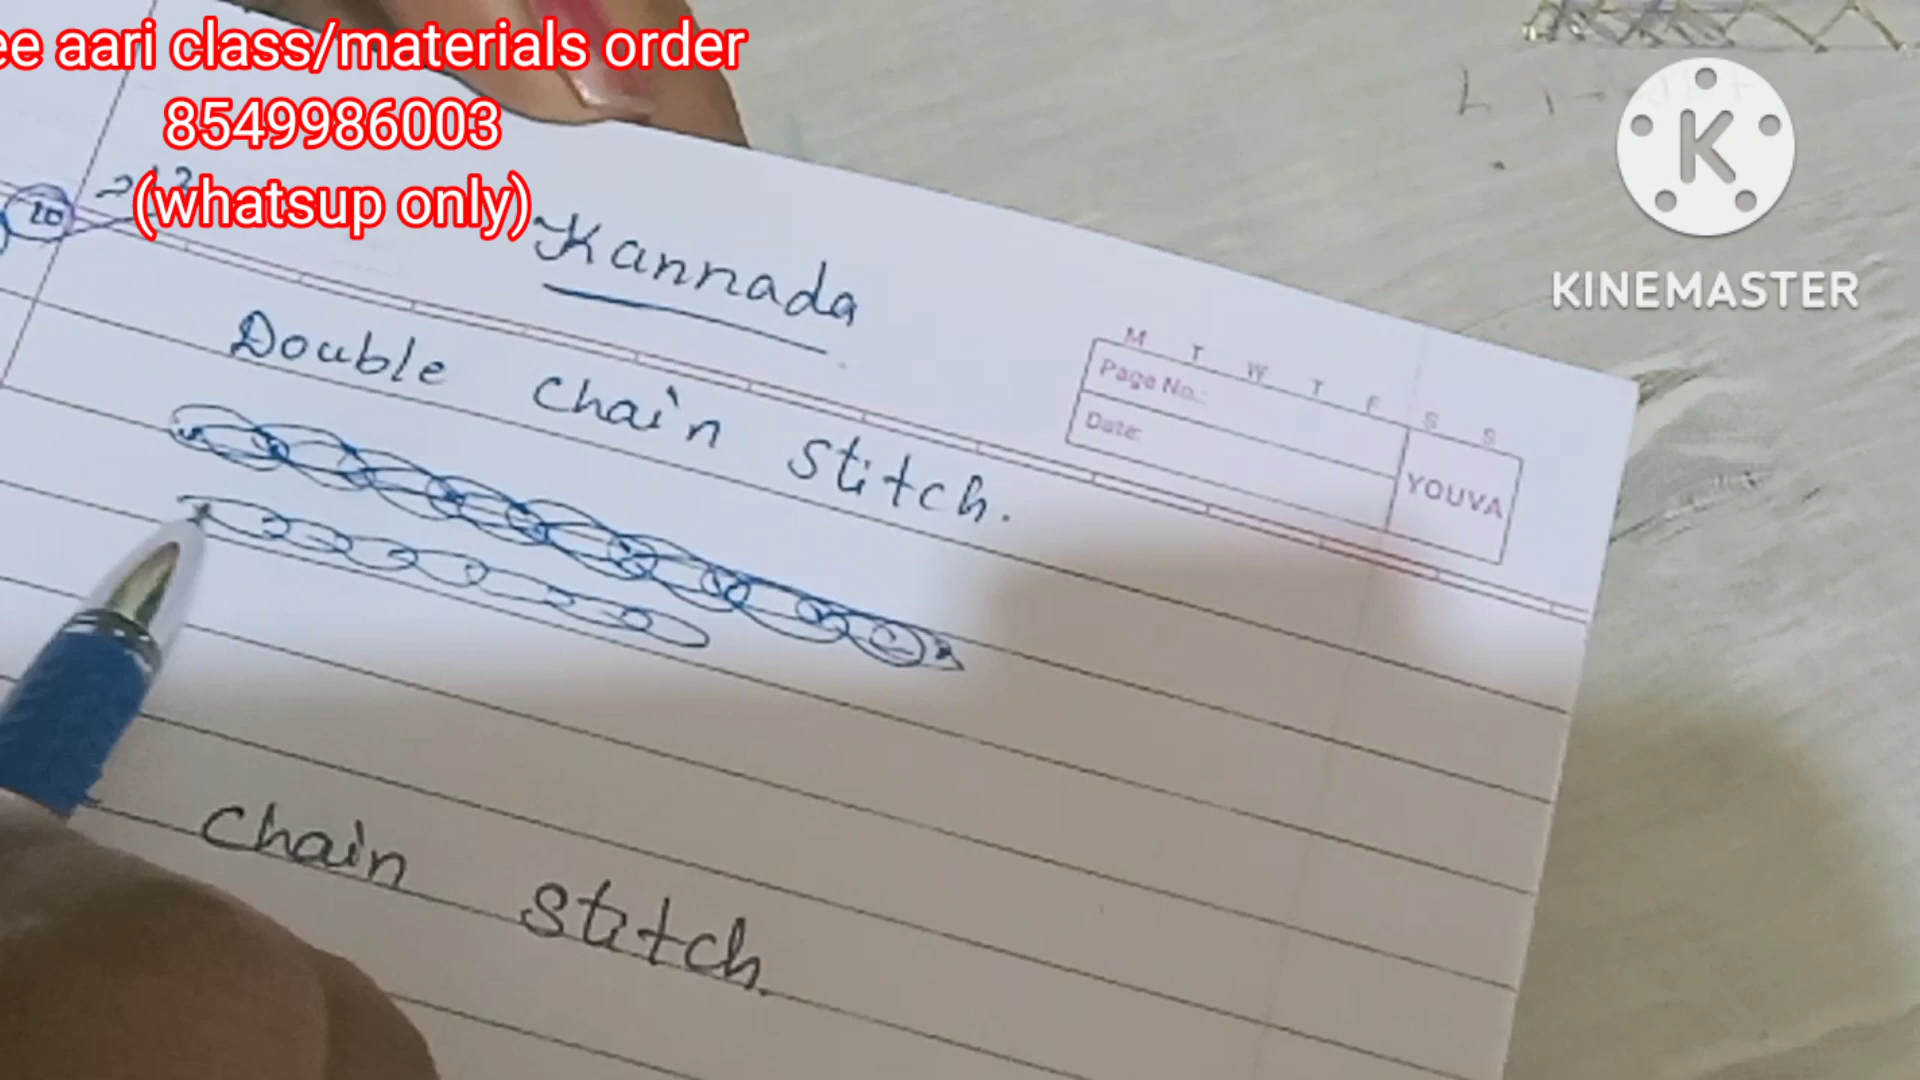 ee aari class/materials order
8549986003
(whatsup only)
KINEMASTER
20
Kannada
Double chain stitch.
M T W T F S S
Page No.:
Date:
YOUVA
chain stitch.